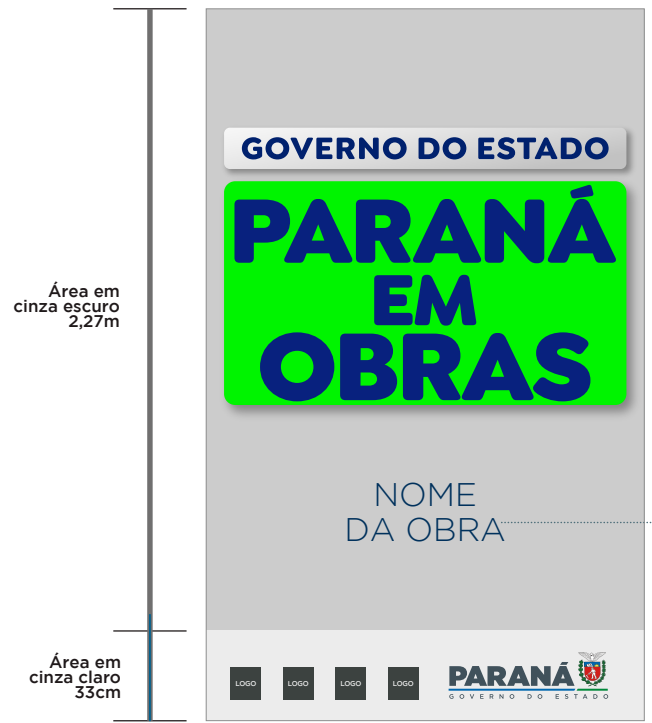 GOVERNO DO ESTADO
PARANÁ
EM
OBRAS
Área em
cinza escuro
2,27m
NOME
DA OBRA
Área em
cinza claro
33cm
LOGO
LOGO
LOGO
LOGO
PARANÁ
GOVERNO DO ESTADO